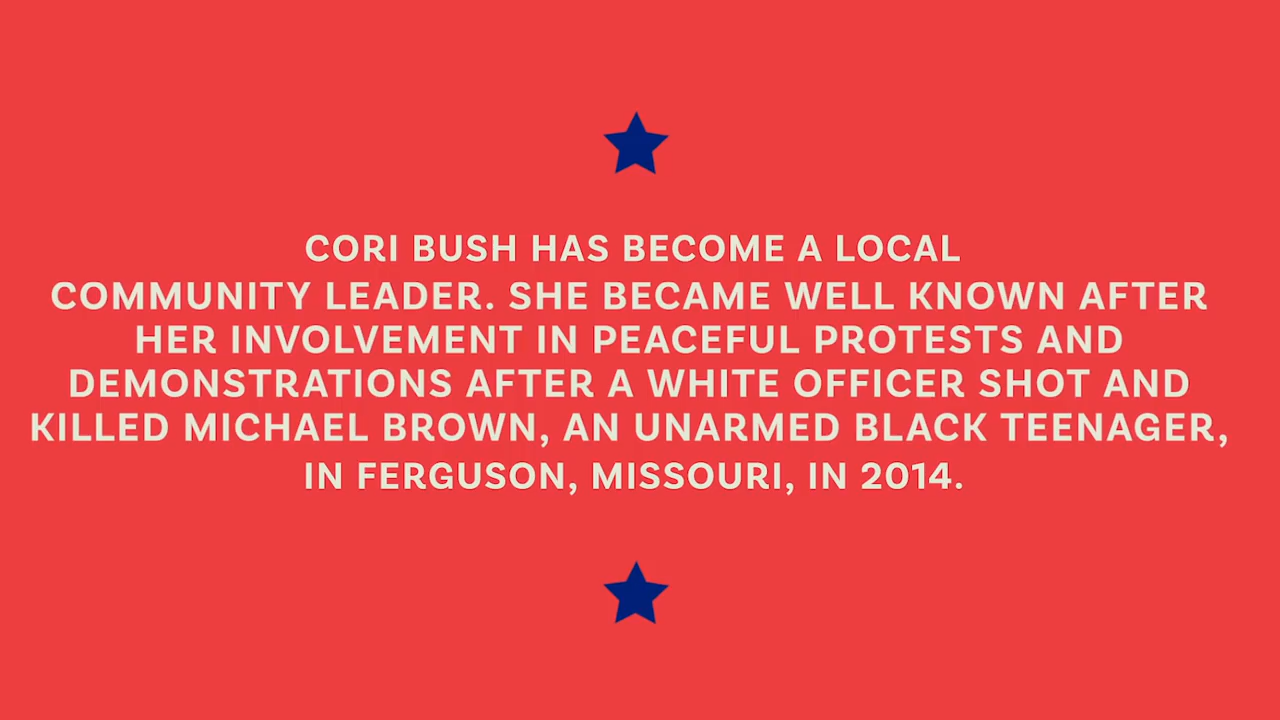 CORI BUSH HAS BECOME A LOCAL
COMMUNITY LEADER. SHE BECAME WELL KNOWN AFTER
HER INVOLVEMENT IN PEACEFUL PROTESTS AND
DEMONSTRATIONS AFTER A WHITE OFFICER SHOT AND
KILLED MICHAEL BROWN, AN UNARMED BLACK TEENAGER,
IN FERGUSON, MISSOURI, IN 2014.